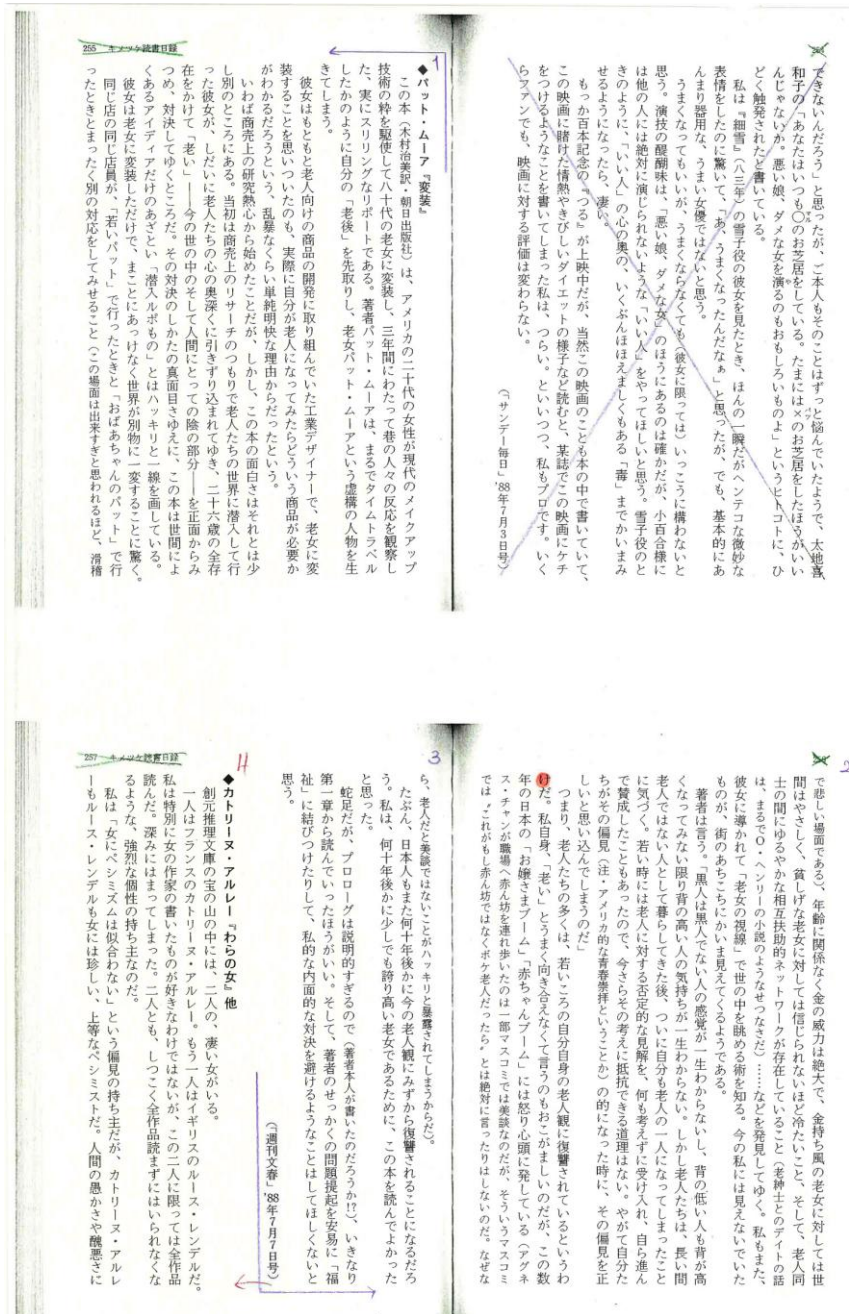 できないんだろう」と思ったが、ご本人もそのことはずっと悩んでいたようで、太地喜
和子の「あなたはいつも〇のお芝居をしている。たまには×のお芝居をしたほうがいい
んじゃないか。悪い娘、ダメな女を演るのもおもしろいものよ」というヒトコトに、ひ
どく触発されたと書いている。
私は『細雪』(八三年)の雪子役の彼女を見たとき、ほんの一瞬だがヘンテコな微妙な
表情をしたのに驚いて、「あ、うまくなったんだなぁ」と思ったが、でも、基本的にあ
んまり器用な、うまい女優ではないと思う。
うまくなってもいいが、うまくならなくても(彼女に限っては)いっこうに構わないと
思う。演技の醍醐味は、「悪い娘、ダメな女」のほうにあるのは確かだが、小百合様に
は他の人には絶対に演じられないような「いい人」をやってほしいと思う。雪子役のと
きのように、「いい人」の心の奥の、いくぶんほほえましくもある「毒」までかいまみ
せるようになったら、凄い。
もっか百本記念の『つる』が上映中だが、当然この映画のことも本の中で書いていて、
この映画に賭けた情熱やきびしいダイエットの様子など読むと、某誌でこの映画にケチ
をつけるようなことを書いてしまった私は、つらい。といいつつ、私もプロです。いく
らファンでも、映画に対する評価は変わらない。
(「サンデー毎日」'88年7月3日号)
255 キメツケ読書日録
1
◆パット・ムーア『変装』
この本(木村治美訳・朝日出版社)は、アメリカの二十代の女性が現代のメイクアップ
技術の粋を駆使して八十代の老女に変装し、三年間にわたって巷の人々の反応を観察し
た、実にスリリングなリポートである。著者パット・ムーアは、まるでタイムトラベル
したかのように自分の「老後」を先取りし、老女パット・ムーアという虚構の人物を生
きてしまう。
彼女はもともと老人向けの商品の開発に取り組んでいた工業デザイナーで、老女に変
装することを思いついたのも、実際に自分が老人になってみたらどういう商品が必要か
がわかるだろうという、乱暴なくらい単純明快な理由からだったという。
いわば商売上の研究熱心から始めたことだが、しかし、この本の面白さはそれとは少
し別のところにある。当初は商売上のリサーチのつもりで老人たちの世界に潜入して行
った彼女が、しだいに老人たちの心の奥深くに引きずり込まれてゆき、二十六歳の全存
在をかけて「老い」――今の世の中のそして人間にとっての陰の部分――を正面からみ
つめ、対決してゆくところだ。その対決のしかたの真面目さゆえに、この本は世間によ
くあるアイディアだけのあざとい「潜入ルポもの」とはハッキリと一線を画している。
彼女は老女に変装しただけで、まことにあっけなく世界が別物に一変することに驚く。
同じ店の同じ店員が、「若いパット」で行ったときと「おばあちゃんのパット」で行
ったときとまったく別の対応をしてみせること(この場面は出来すぎと思われるほど、滑稽
2
で悲しい場面である)、年齢に関係なく金の威力は絶大で、金持ち風の老女に対しては世
間はやさしく、貧しげな老女に対しては信じられないほど冷たいこと、そして、老人同
士の間にゆるやかな相互扶助的ネットワークが存在していること(老紳士とのデイトの話
は、まるでO・ヘンリーの小説のようなせつなさだ)……などを発見してゆく。私もまた、
彼女に導かれて「老女の視線」で世の中を眺める術を知る。今の私には見えないでいた
ものが、街のあちこちにかいま見えてくるようである。
著者は言う。「黒人は黒人でない人の感覚が一生わからないし、背の低い人も背が高
くなってみない限り背の高い人の気持ちが一生わからない。しかし老人たちは、長い間
老人ではない人として暮らしてきた後、ついに自分も老人の一人になってしまったこと
に気づく。若い時には老人に対する否定的な見解を、何も考えずに受け入れ、自ら進ん
で賛成したこともあったので、今さらその考えに抵抗できる道理はない。やがて自分た
ちがその偏見(注・アメリカ的な青春崇拝ということか)の的になった時に、その偏見を正
しいと思い込んでしまうのだ」
つまり、老人たちの多くは、若いころの自分自身の老人観に復讐されているというわ
けだ。私自身、「老い」とうまく向き合えなくて言うのもおこがましいのだが、この数
年の日本の「お嬢さまブーム」「赤ちゃんブーム」には怒り心頭に発している(アグネ
ス・チャンが職場へ赤ん坊を連れ歩いたのは一部マスコミでは美談なのだが、そういうマスコミ
では〝これがもし赤ん坊ではなくボケ老人だったら〟とは絶対に言ったりはしないのだ。なぜな
257 キメツケ読書日録
3
ら、老人だと美談ではないことがハッキリと暴露されてしまうからだ)。
たぶん、日本人もまた何十年後かに今の老人観にみずから復讐されることになるだろ
う。私は、何十年後かに少しでも誇り高い老女であるために、この本を読んでよかった
と思った。
蛇足だが、プロローグは説明的すぎるので(著者本人が書いたのだろうか!?)、いきなり
第一章から読んでいったほうがいい。そして、著者のせっかくの問題提起を安易に「福
祉」に結びつけたりして、私的な内面的な対決を避けるようなことはしてほしくないと
思う。
(「週刊文春」'88年7月7日号)
4
◆カトリーヌ・アルレー『わらの女』他
創元推理文庫の宝の山の中には、二人の、凄い女がいる。
一人はフランスのカトリーヌ・アルレー。もう一人はイギリスのルース・レンデルだ。
私は特別に女の作家の書いたものが好きなわけではないが、この二人に限っては全作品
読んだ。深みにはまってしまった。二人とも、しつこく全作品読まずにはいられなくな
るような、強烈な個性の持ち主なのだ。
私は「女にペシミズムは似合わない」という偏見の持ち主だが、カトリーヌ・アルレ
ーもルース・レンデルも女には珍しい、上等なペシミストだ。人間の愚かさや醜悪さに